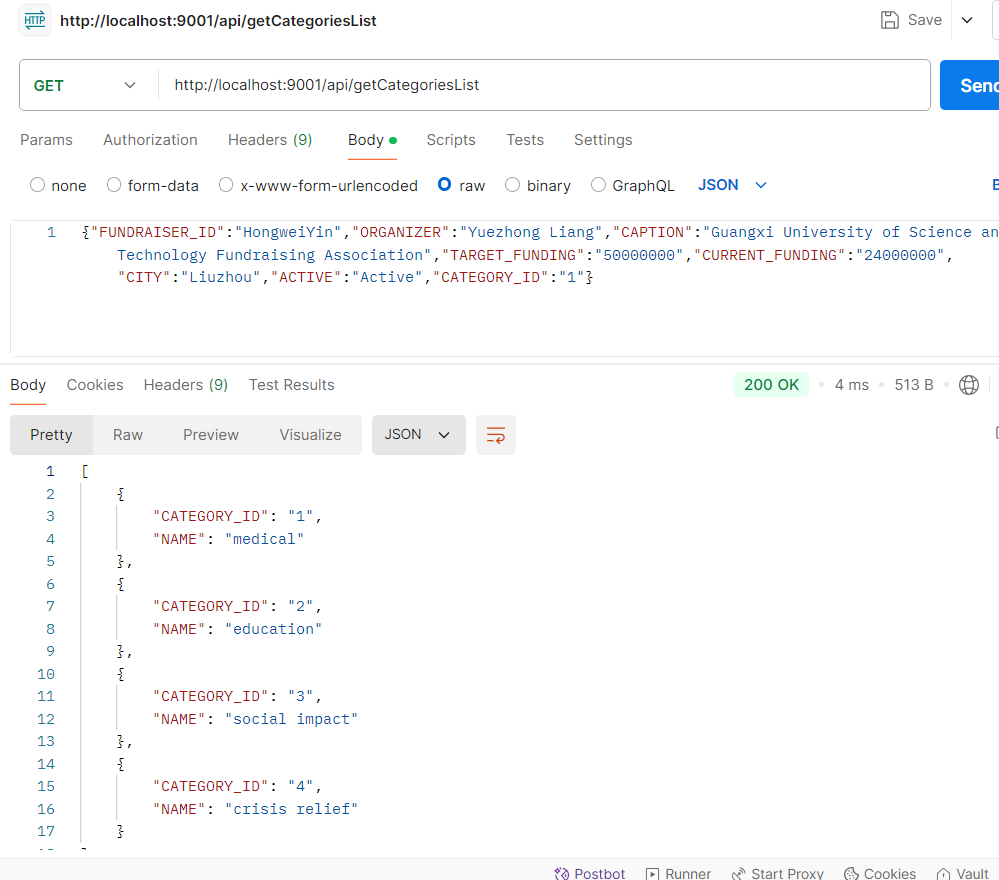 HTTP http://localhost:9001/api/getCategoriesList Save
GET http://localhost:9001/api/getCategoriesList Send
Params Authorization Headers (9) Body Scripts Tests Settings
none form-data x-www-form-urlencoded raw binary GraphQL JSON B
1 {"FUNDRAISER_ID":"HongweiYin","ORGANIZER":"Yuezhong Liang","CAPTION":"Guangxi University of Science an
Technology Fundraising Association","TARGET_FUNDING":"50000000","CURRENT_FUNDING":"24000000",
"CITY":"Liuzhou","ACTIVE":"Active","CATEGORY_ID":"1"}
Body Cookies Headers (9) Test Results 200 OK 4 ms 513 B
Pretty Raw Preview Visualize JSON
1 [
2 {
3 "CATEGORY_ID": "1",
4 "NAME": "medical"
5 },
6 {
7 "CATEGORY_ID": "2",
8 "NAME": "education"
9 },
10 {
11 "CATEGORY_ID": "3",
12 "NAME": "social impact"
13 },
14 {
15 "CATEGORY_ID": "4",
16 "NAME": "crisis relief"
17 }
Postbot Runner Start Proxy Cookies Vault